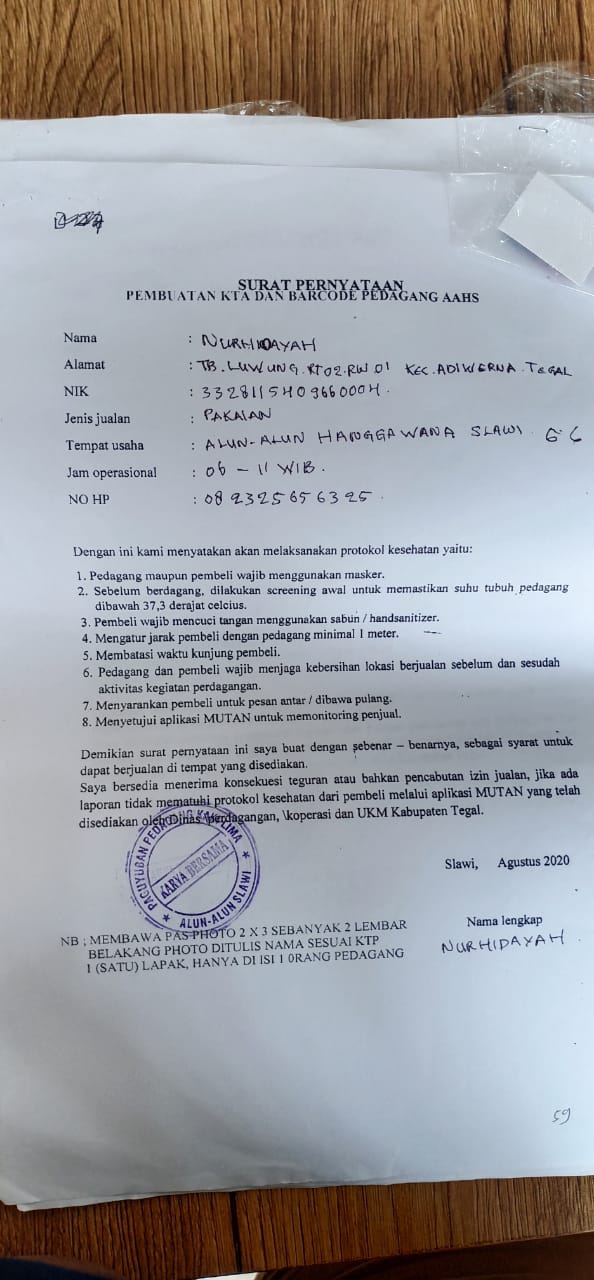 SURAT PERNYATAAN
PEMBUATAN KTA DAN BARCODE PEDAGANG AAHS
Nama : NURHIDAYAH
Alamat : TB. LUWUNG. RT 02. RW 01 KEC. ADIWERNA. TEGAL
NIK : 3328115409660004.
Jenis jualan : PAKAIAN
Tempat usaha : ALUN-ALUN HANGGAWANA SLAWI.
Jam operasional : 06 – 11 WIB.
NO HP : 082325656325.
Dengan ini kami menyatakan akan melaksanakan protokol kesehatan yaitu:
1. Pedagang maupun pembeli wajib menggunakan masker.
2. Sebelum berdagang, dilakukan screening awal untuk memastikan suhu tubuh pedagang
dibawah 37,3 derajat celcius.
3. Pembeli wajib mencuci tangan menggunakan sabun / handsanitizer.
4. Mengatur jarak pembeli dengan pedagang minimal 1 meter.
5. Membatasi waktu kunjung pembeli.
6. Pedagang dan pembeli wajib menjaga kebersihan lokasi berjualan sebelum dan sesudah
aktivitas kegiatan perdagangan.
7. Menyarankan pembeli untuk pesan antar / dibawa pulang.
8. Menyetujui aplikasi MUTAN untuk memonitoring penjual.
Demikian surat pernyataan ini saya buat dengan sebenar – benarnya, sebagai syarat untuk
dapat berjualan di tempat yang disediakan.
Saya bersedia menerima konsekuesi teguran atau bahkan pencabutan izin jualan, jika ada
laporan tidak mematuhi protokol kesehatan dari pembeli melalui aplikasi MUTAN yang telah
disediakan oleh Dinas Perdagangan, \koperasi dan UKM Kabupaten Tegal.
PAGUYUBAN PEDAGANG KAKI LIMA
KARYA BERSAMA
★ ALUN-ALUN SLAWI ★
Slawi, Agustus 2020
Nama lengkap
NURHIDAYAH.
NB ; MEMBAWA PAS PHOTO 2 X 3 SEBANYAK 2 LEMBAR
BELAKANG PHOTO DITULIS NAMA SESUAI KTP
1 (SATU) LAPAK, HANYA DI ISI 1 0RANG PEDAGANG
59